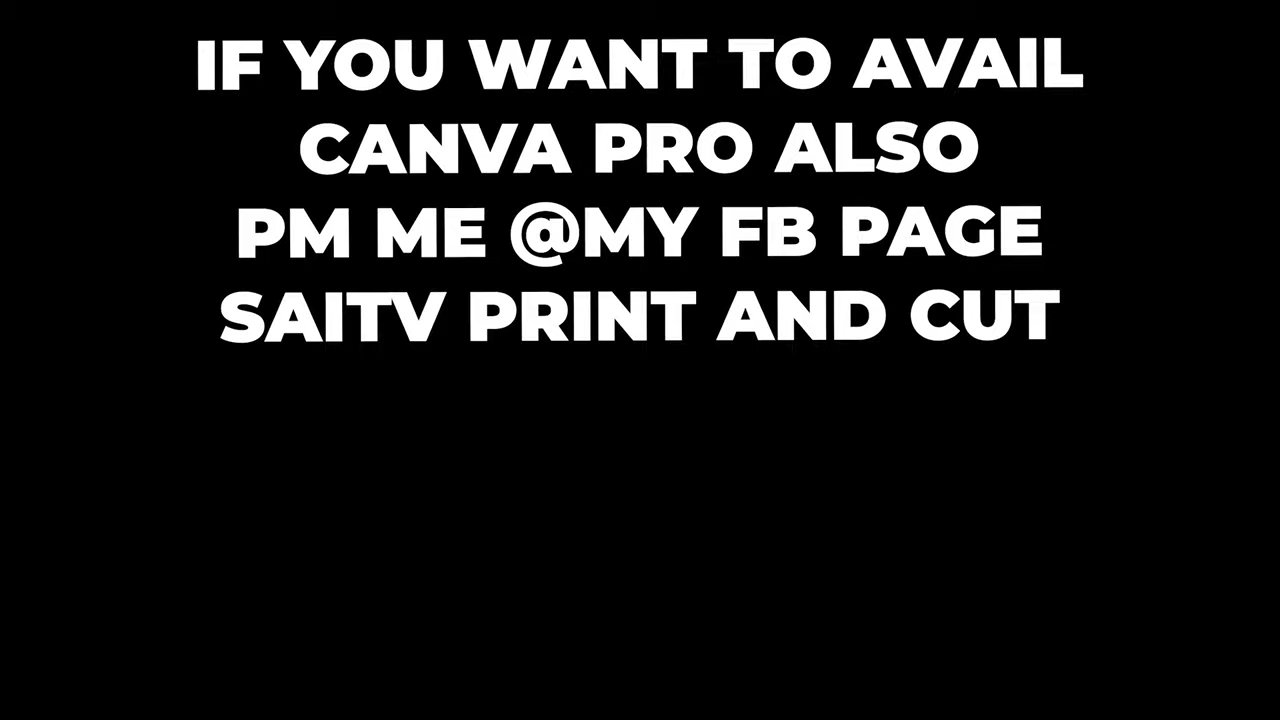 IF YOU WANT TO AVAIL
CANVA PRO ALSO
PM ME @MY FB PAGE
SAITV PRINT AND CUT